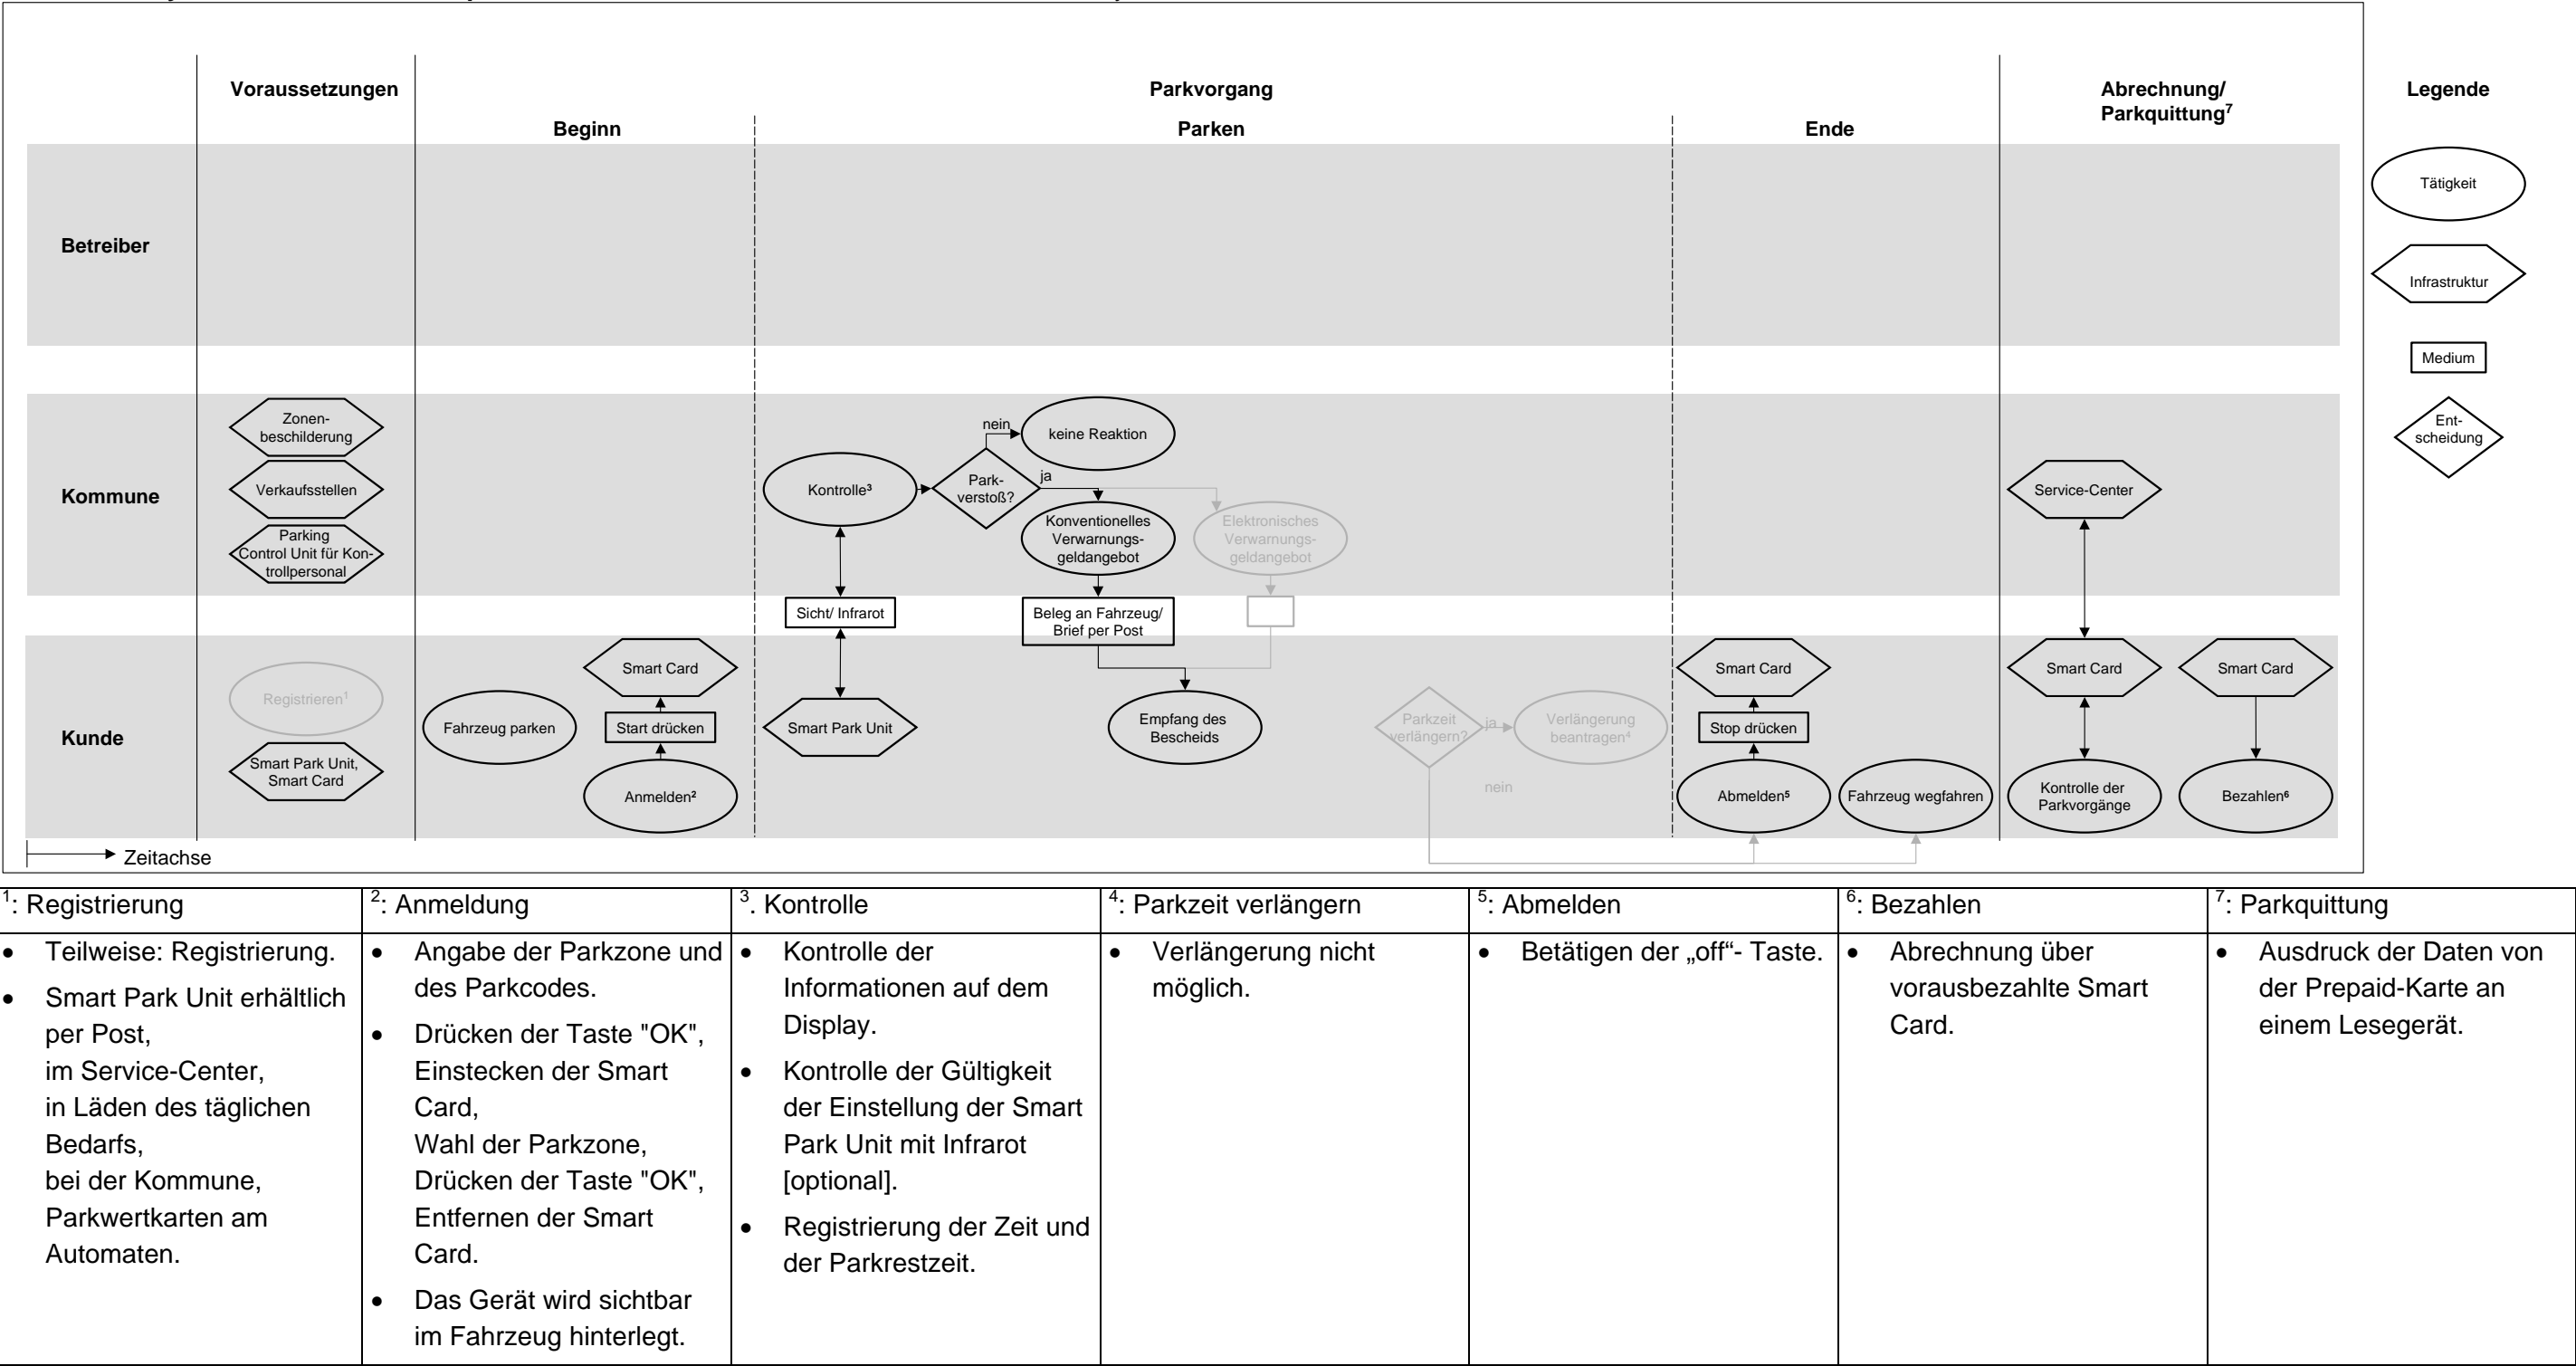 Voraussetzungen
Parkvorgang
Abrechnung/
Parkquittung⁷
Legende
Beginn
Parken
Ende
Betreiber
Kommune
Kunde
Zonen-
beschilderung
Verkaufsstellen
Parking
Control Unit für Kon-
trollpersonal
Registrieren¹
Smart Park Unit,
Smart Card
Fahrzeug parken
Smart Card
Start drücken
Anmelden²
Kontrolle³
Sicht/ Infrarot
Smart Park Unit
Park-
verstoß?
nein
ja
keine Reaktion
Konventionelles
Verwarnungs-
geldangebot
Elektronisches
Verwarnungs-
geldangebot
Beleg an Fahrzeug/
Brief per Post
Empfang des
Bescheids
Parkzeit
verlängern?
ja
nein
Verlängerung
beantragen⁴
Smart Card
Stop drücken
Abmelden⁵
Fahrzeug wegfahren
Service-Center
Smart Card
Kontrolle der
Parkvorgänge
Smart Card
Bezahlen⁶
Tätigkeit
Infrastruktur
Medium
Ent-
scheidung
Zeitachse
¹: Registrierung
• Teilweise: Registrierung.
• Smart Park Unit erhältlich
per Post,
im Service-Center,
in Läden des täglichen
Bedarfs,
bei der Kommune,
Parkwertkarten am
Automaten.
²: Anmeldung
• Angabe der Parkzone und
des Parkcodes.
• Drücken der Taste "OK",
Einstecken der Smart
Card,
Wahl der Parkzone,
Drücken der Taste "OK",
Entfernen der Smart
Card.
• Das Gerät wird sichtbar
im Fahrzeug hinterlegt.
³. Kontrolle
• Kontrolle der
Informationen auf dem
Display.
• Kontrolle der Gültigkeit
der Einstellung der Smart
Park Unit mit Infrarot
[optional].
• Registrierung der Zeit und
der Parkrestzeit.
⁴: Parkzeit verlängern
• Verlängerung nicht
möglich.
⁵: Abmelden
• Betätigen der „off“- Taste.
⁶: Bezahlen
• Abrechnung über
vorausbezahlte Smart
Card.
⁷: Parkquittung
• Ausdruck der Daten von
der Prepaid-Karte an
einem Lesegerät.